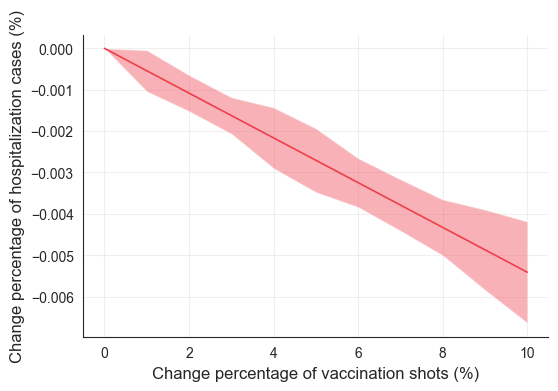 Change percentage of hospitalization cases (%)
0.000
−0.001
−0.002
−0.003
−0.004
−0.005
−0.006
0 2 4 6 8 10
Change percentage of vaccination shots (%)